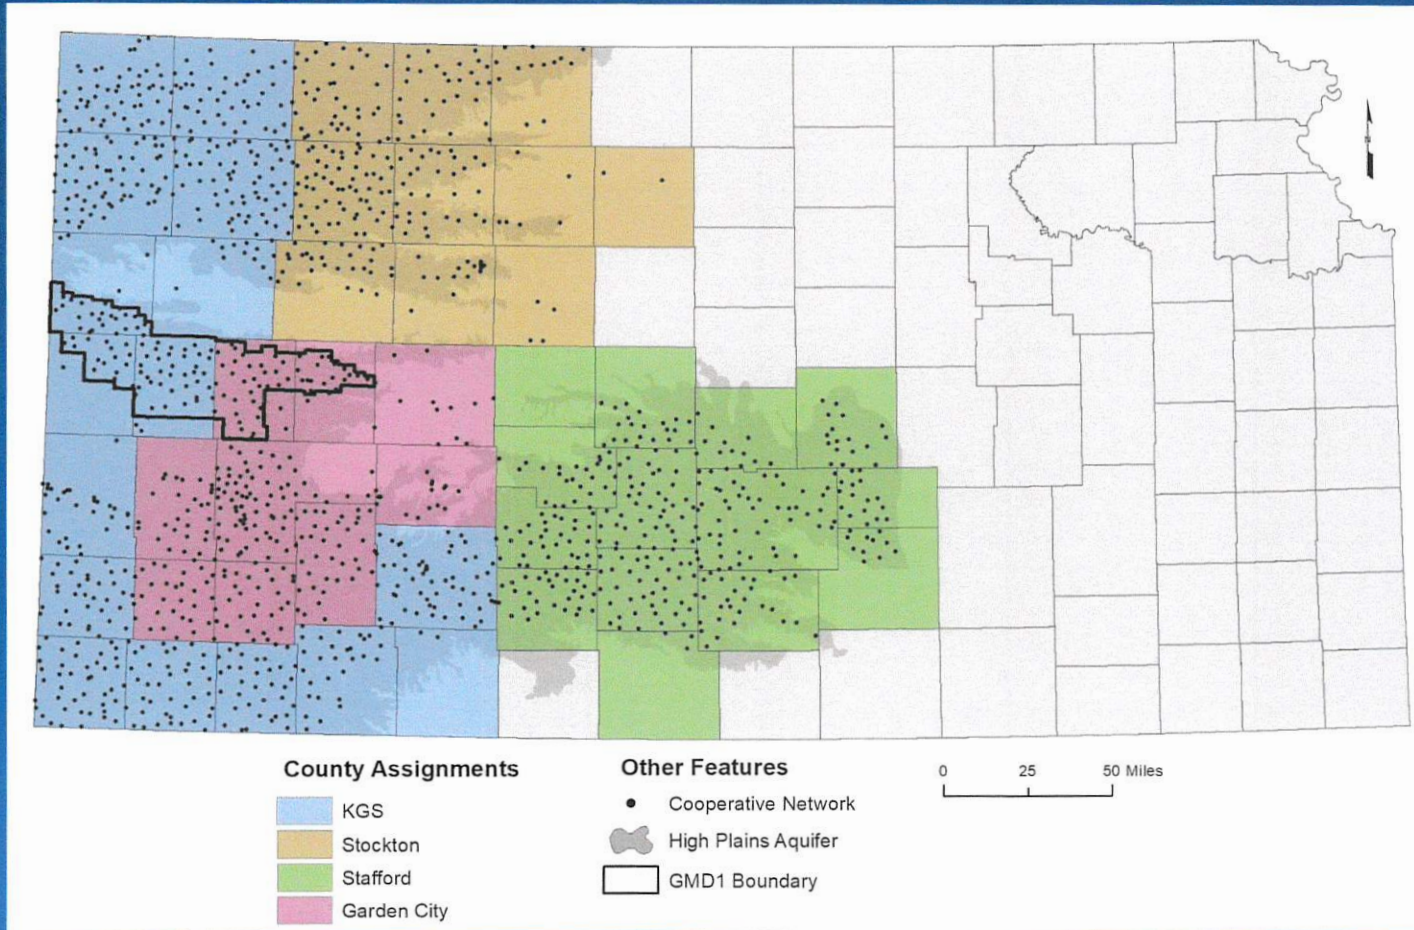 County Assignments
KGS
Stockton
Stafford
Garden City
Other Features
Cooperative Network
High Plains Aquifer
GMD1 Boundary
0 25 50 Miles